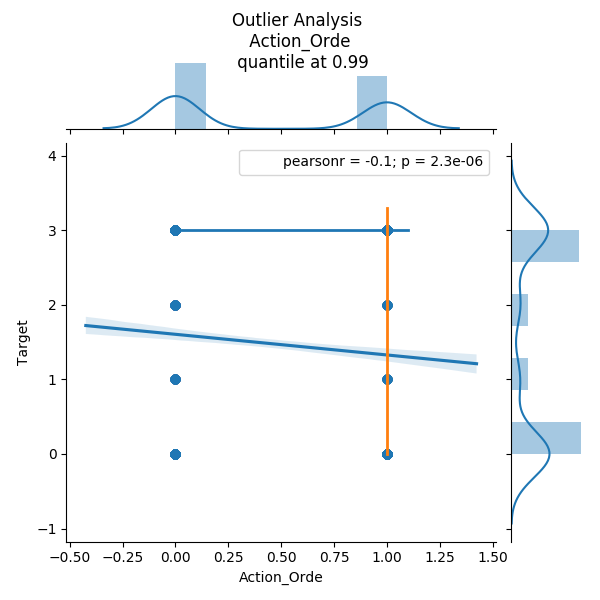 Outlier Analysis
Action_Orde
quantile at 0.99
pearsonr = -0.1; p = 2.3e-06
4
3
2
1
0
−1
Target
−0.50 −0.25 0.00 0.25 0.50 0.75 1.00 1.25 1.50
Action_Orde